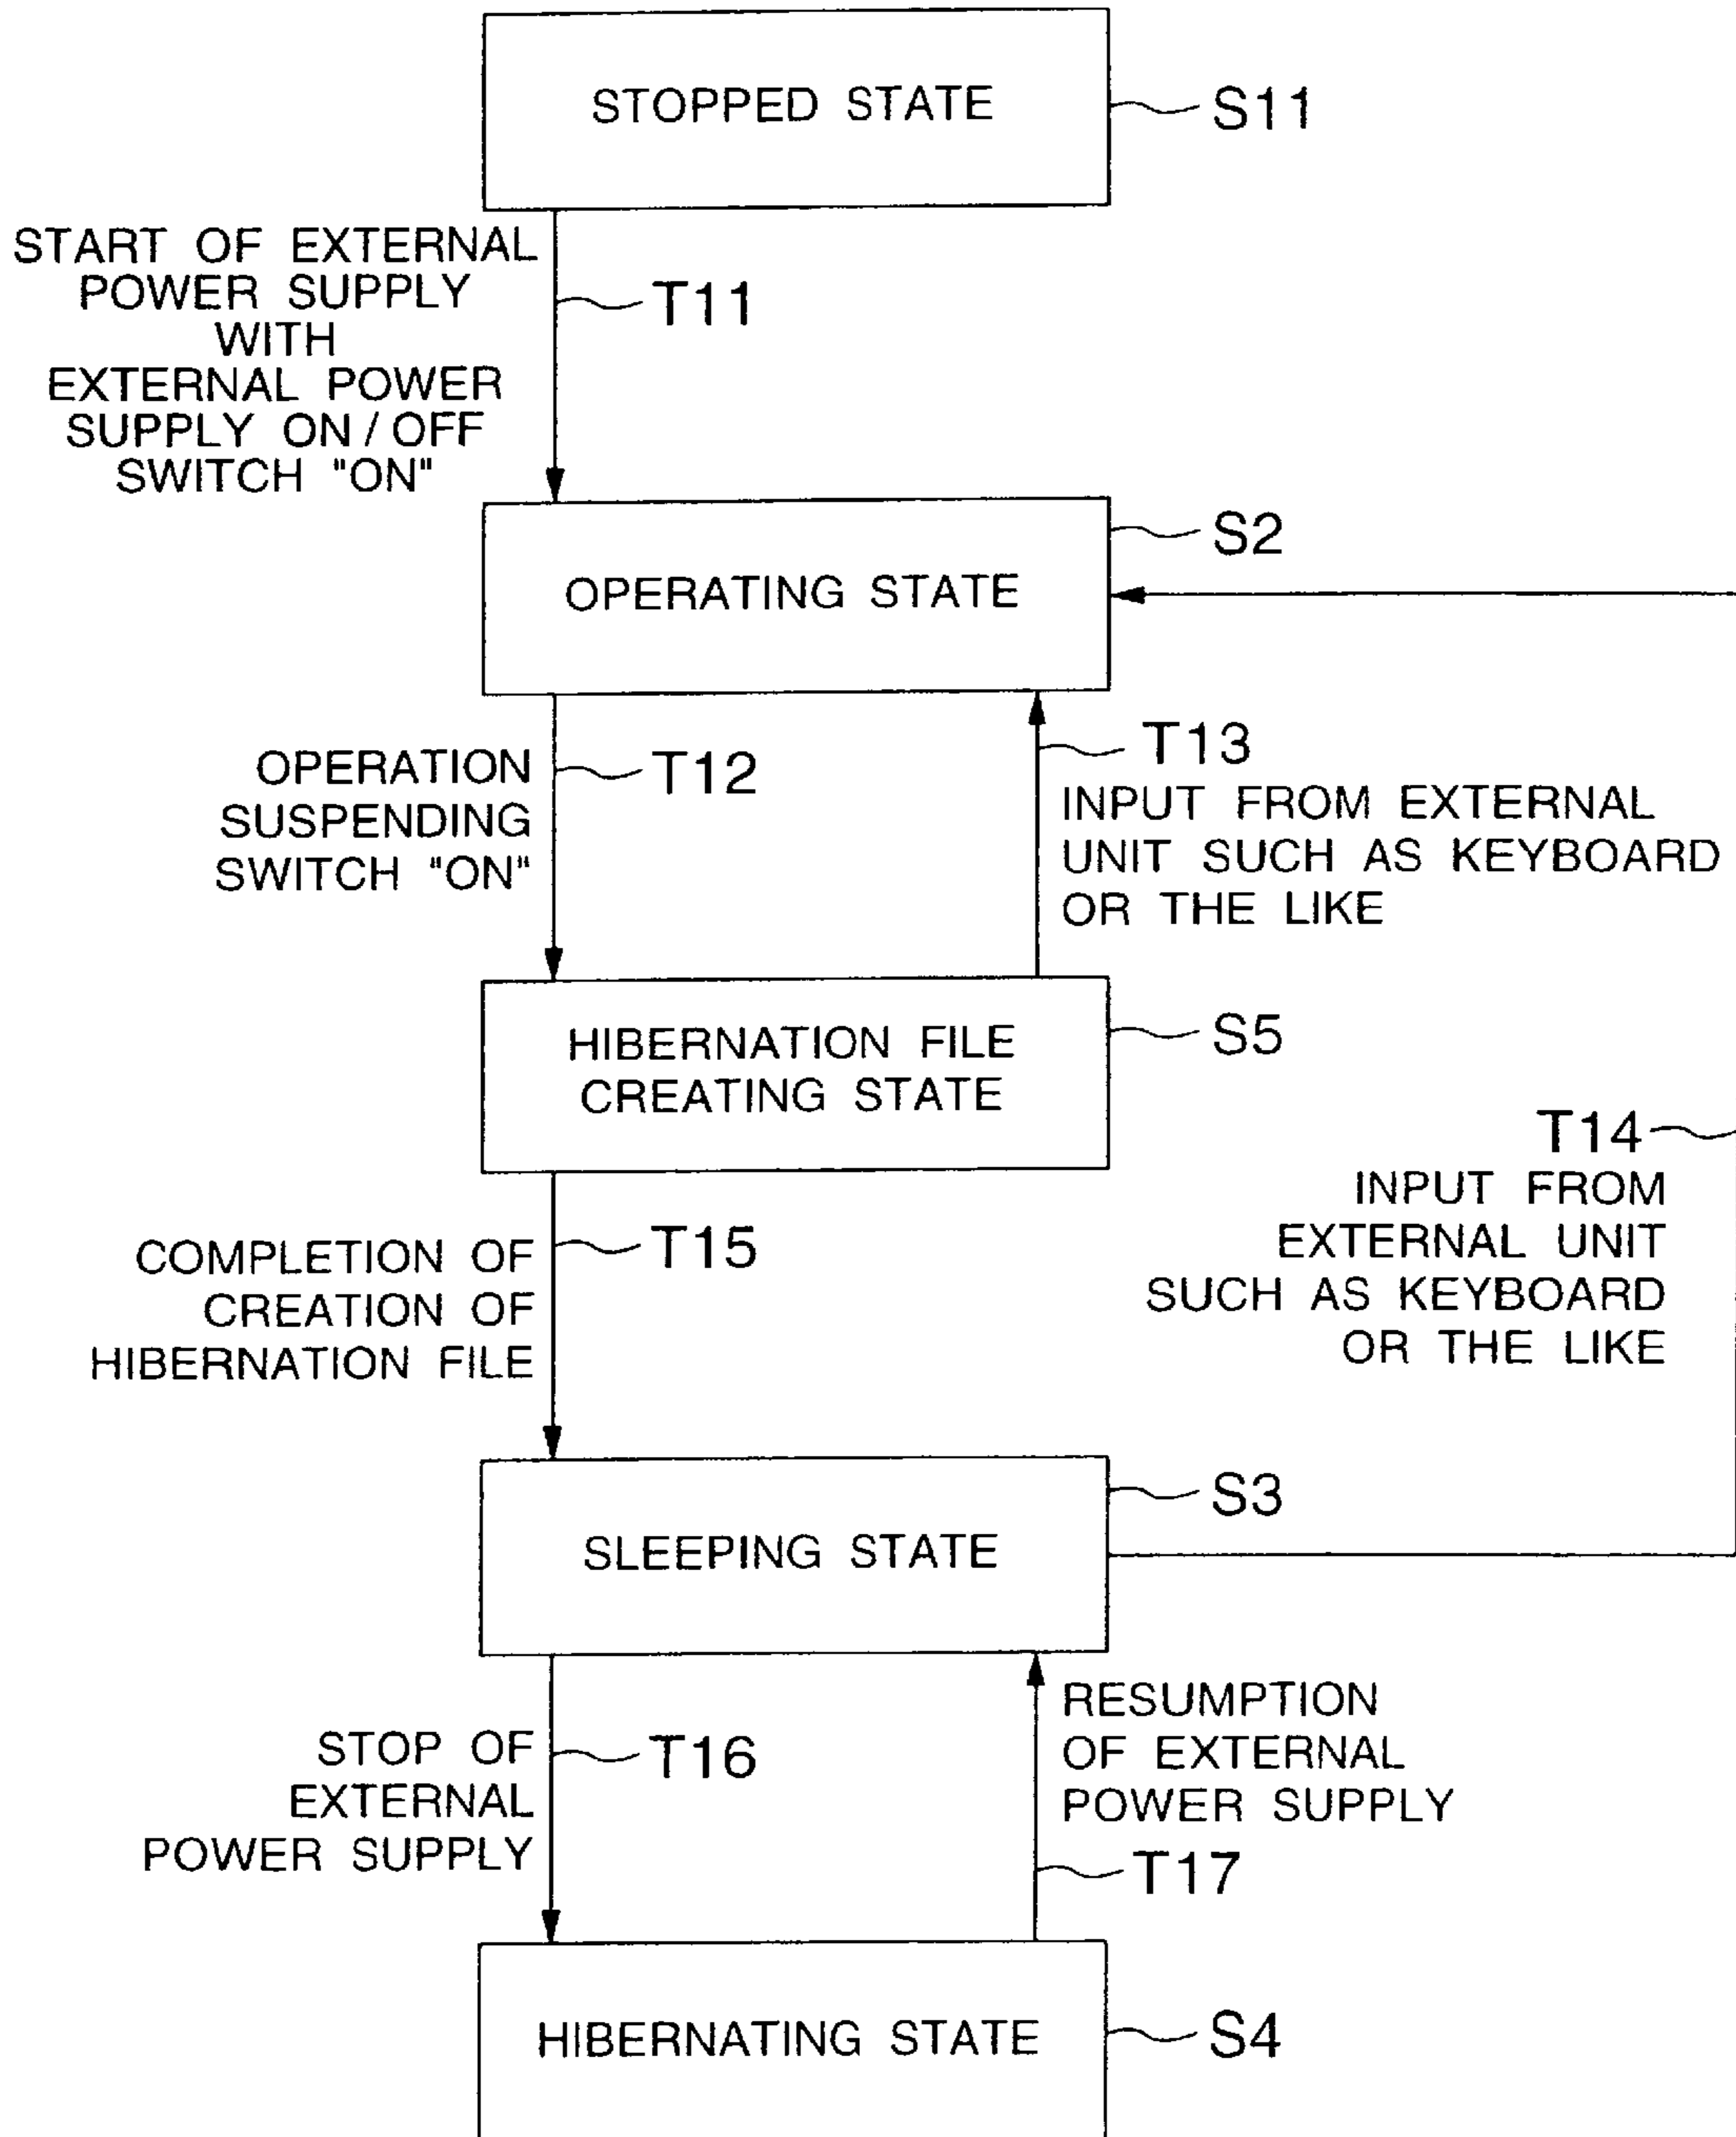 STOPPED STATE
S11
START OF EXTERNAL
POWER SUPPLY
WITH
EXTERNAL POWER
SUPPLY ON / OFF
SWITCH "ON"
T11
S2
OPERATING STATE
OPERATION
SUSPENDING
SWITCH "ON"
T12
T13
INPUT FROM EXTERNAL
UNIT SUCH AS KEYBOARD
OR THE LIKE
HIBERNATION FILE
CREATING STATE
S5
T14
INPUT FROM
EXTERNAL UNIT
SUCH AS KEYBOARD
OR THE LIKE
COMPLETION OF
CREATION OF
HIBERNATION FILE
T15
S3
SLEEPING STATE
STOP OF
EXTERNAL
POWER SUPPLY
T16
RESUMPTION
OF EXTERNAL
POWER SUPPLY
T17
HIBERNATING STATE
S4